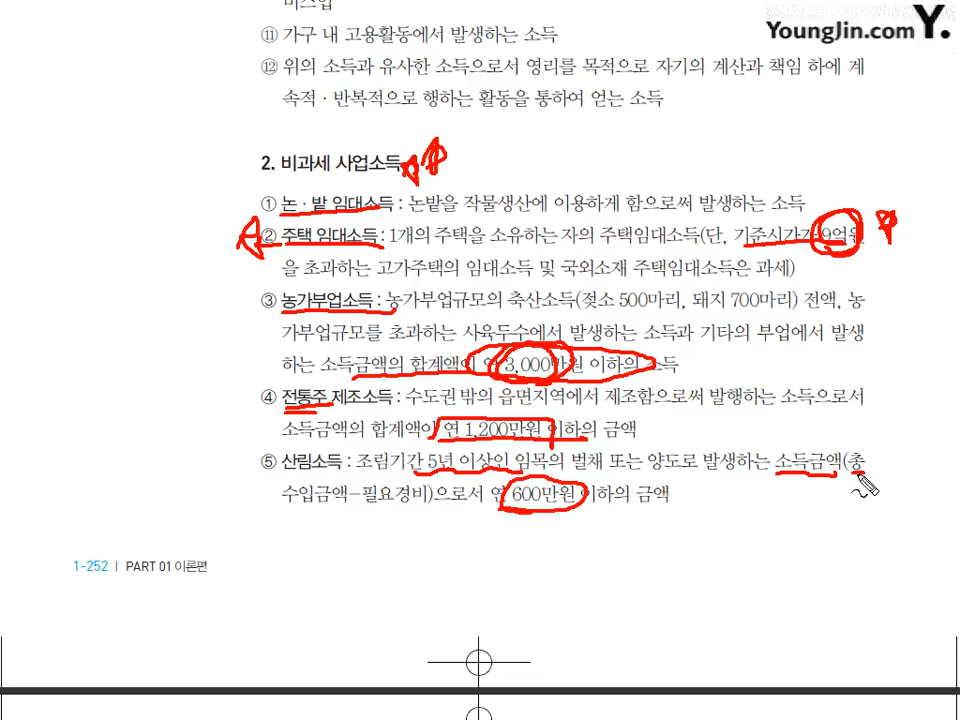 YoungJin.com Y.
⑪ 가구 내 고용활동에서 발생하는 소득
⑫ 위의 소득과 유사한 소득으로서 영리를 목적으로 자기의 계산과 책임 하에 계
속적·반복적으로 행하는 활동을 통하여 얻는 소득
2. 비과세 사업소득
① 논·밭 임대소득 : 논밭을 작물생산에 이용하게 함으로써 발생하는 소득
② 주택 임대소득 : 1개의 주택을 소유하는 자의 주택임대소득(단, 기준시가가 9억원
을 초과하는 고가주택의 임대소득 및 국외소재 주택임대소득은 과세)
③ 농가부업소득 : 농가부업규모의 축산소득(젖소 500마리, 돼지 700마리) 전액, 농
가부업규모를 초과하는 사육두수에서 발생하는 소득과 기타의 부업에서 발생
하는 소득금액의 합계액이 연 3,000만원 이하의 소득
④ 전통주 제조소득 : 수도권 밖의 읍면지역에서 제조함으로써 발행하는 소득으로서
소득금액의 합계액이 연 1,200만원 이하의 금액
⑤ 산림소득 : 조림기간 5년 이상인 임목의 벌채 또는 양도로 발생하는 소득금액(총
수입금액-필요경비)으로서 연 600만원 이하의 금액
1-252 | PART 01 이론편